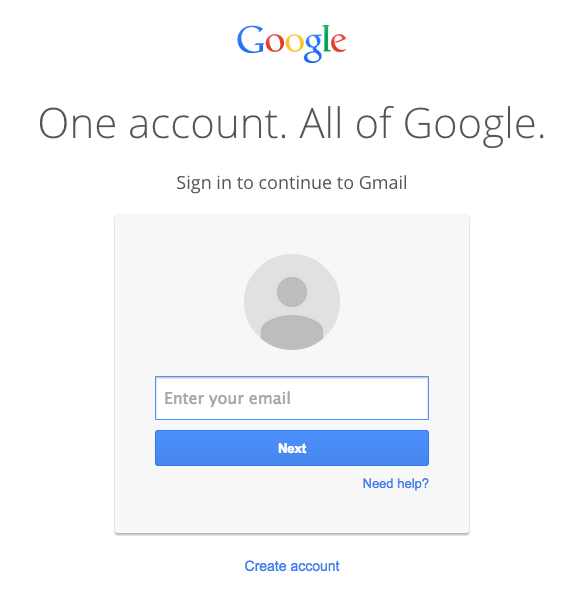 Google
One account. All of Google.
Sign in to continue to Gmail
Enter your email
Next
Need help?
Create account